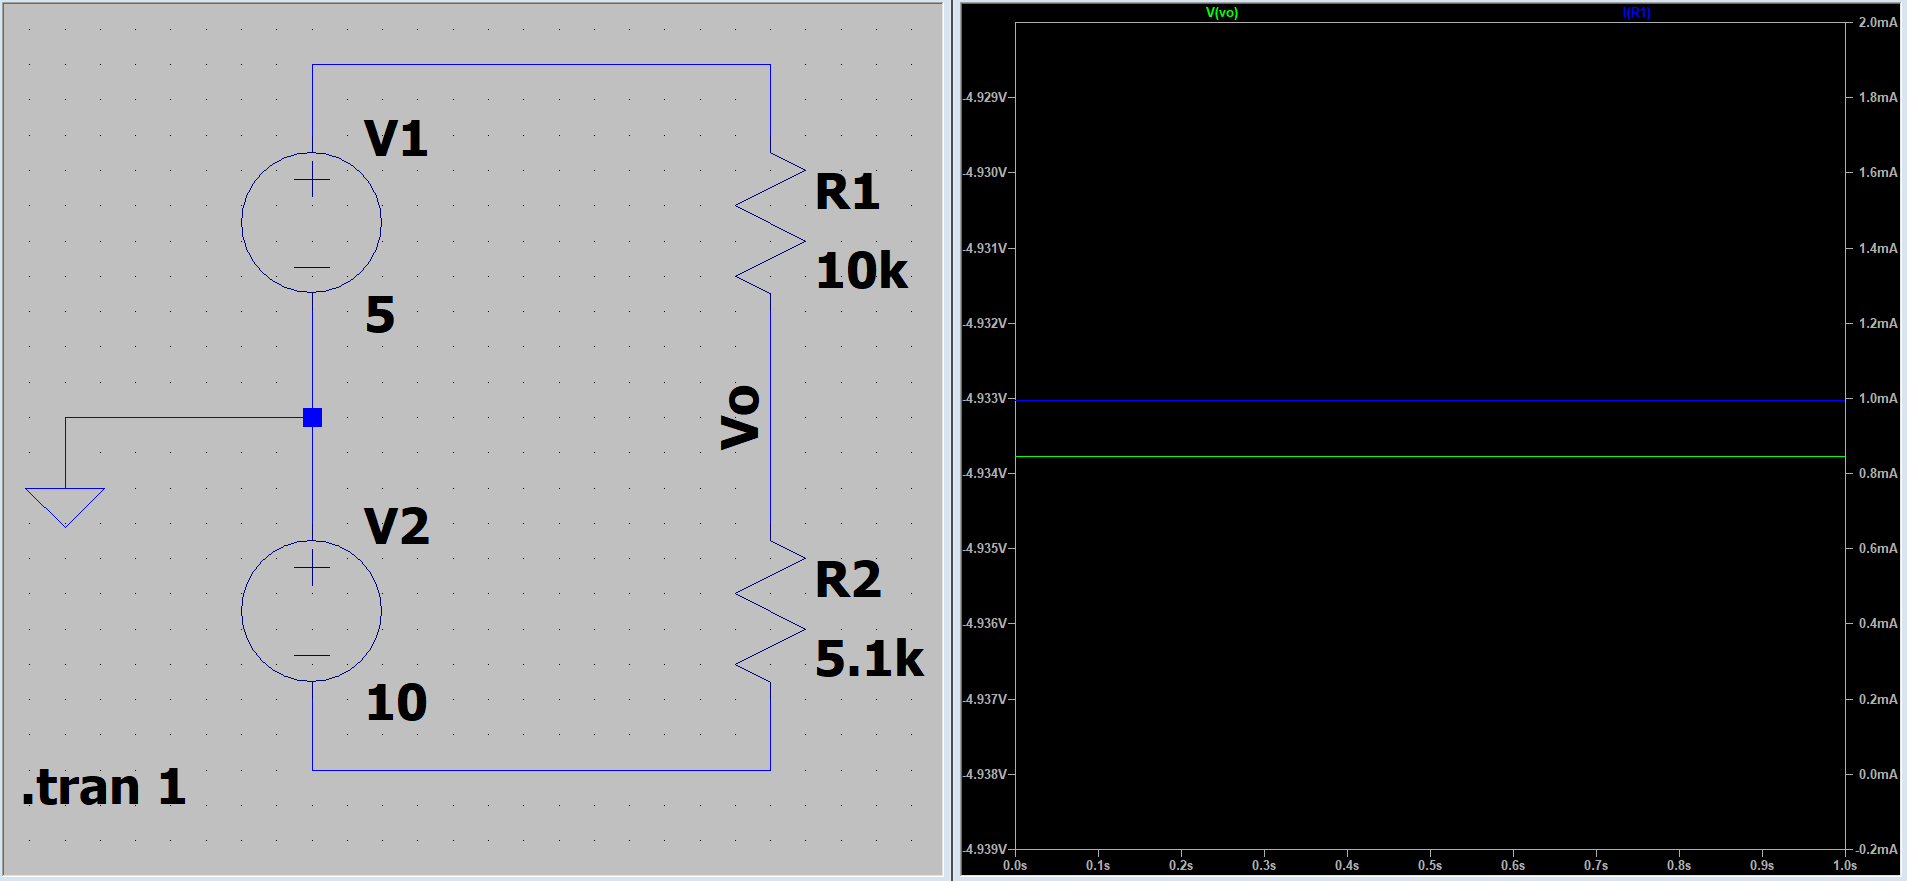 V1
5
R1
10k
Vo
V2
10
R2
5.1k
.tran 1
V(vo)
I(R1)
-4.929V
-4.930V
-4.931V
-4.932V
-4.933V
-4.934V
-4.935V
-4.936V
-4.937V
-4.938V
-4.939V
2.0mA
1.8mA
1.6mA
1.4mA
1.2mA
1.0mA
0.8mA
0.6mA
0.4mA
0.2mA
0.0mA
-0.2mA
0.0s 0.1s 0.2s 0.3s 0.4s 0.5s 0.6s 0.7s 0.8s 0.9s 1.0s